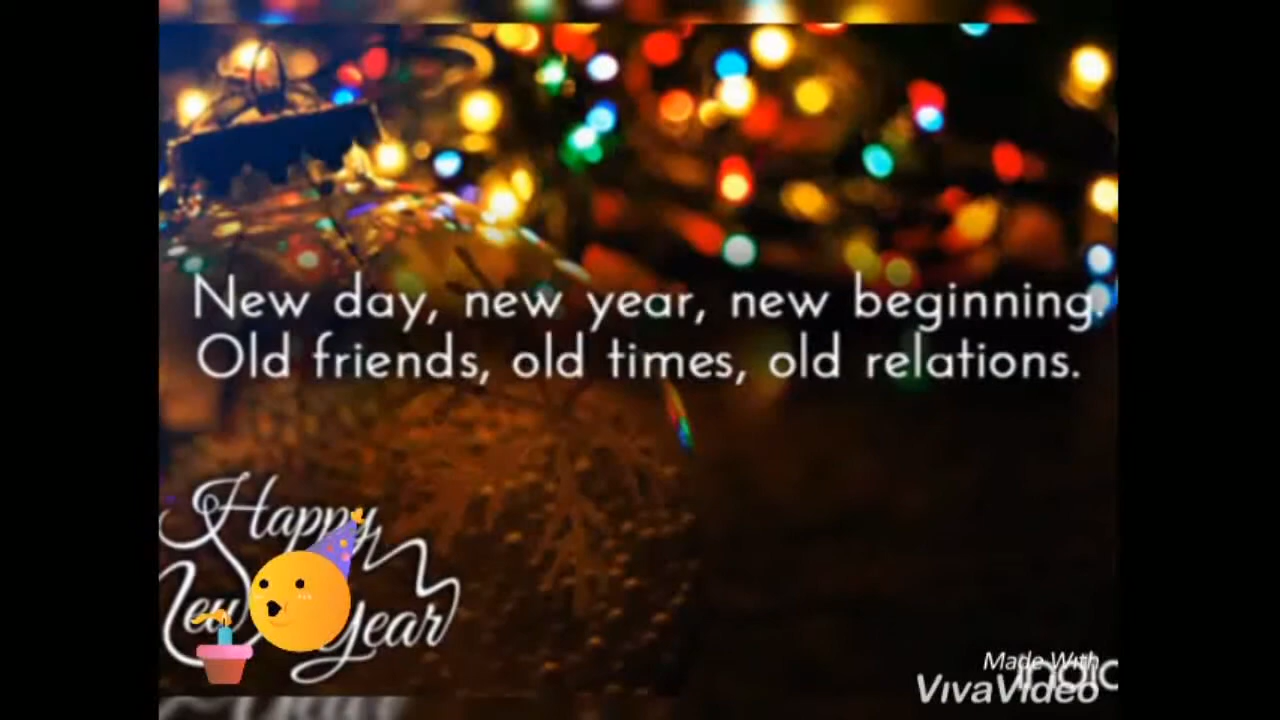 New day, new year, new beginning.
Old friends, old times, old relations.
Happy
New Year
Made With
VivaVideo